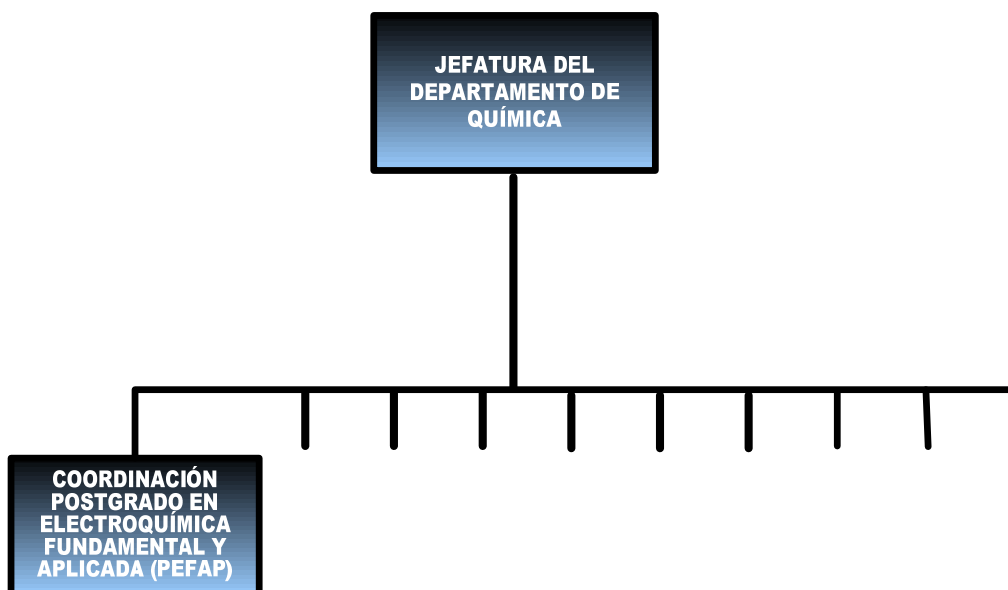 JEFATURA DEL
DEPARTAMENTO DE
QUÍMICA
COORDINACIÓN
POSTGRADO EN
ELECTROQUÍMICA
FUNDAMENTAL Y
APLICADA (PEFAP)